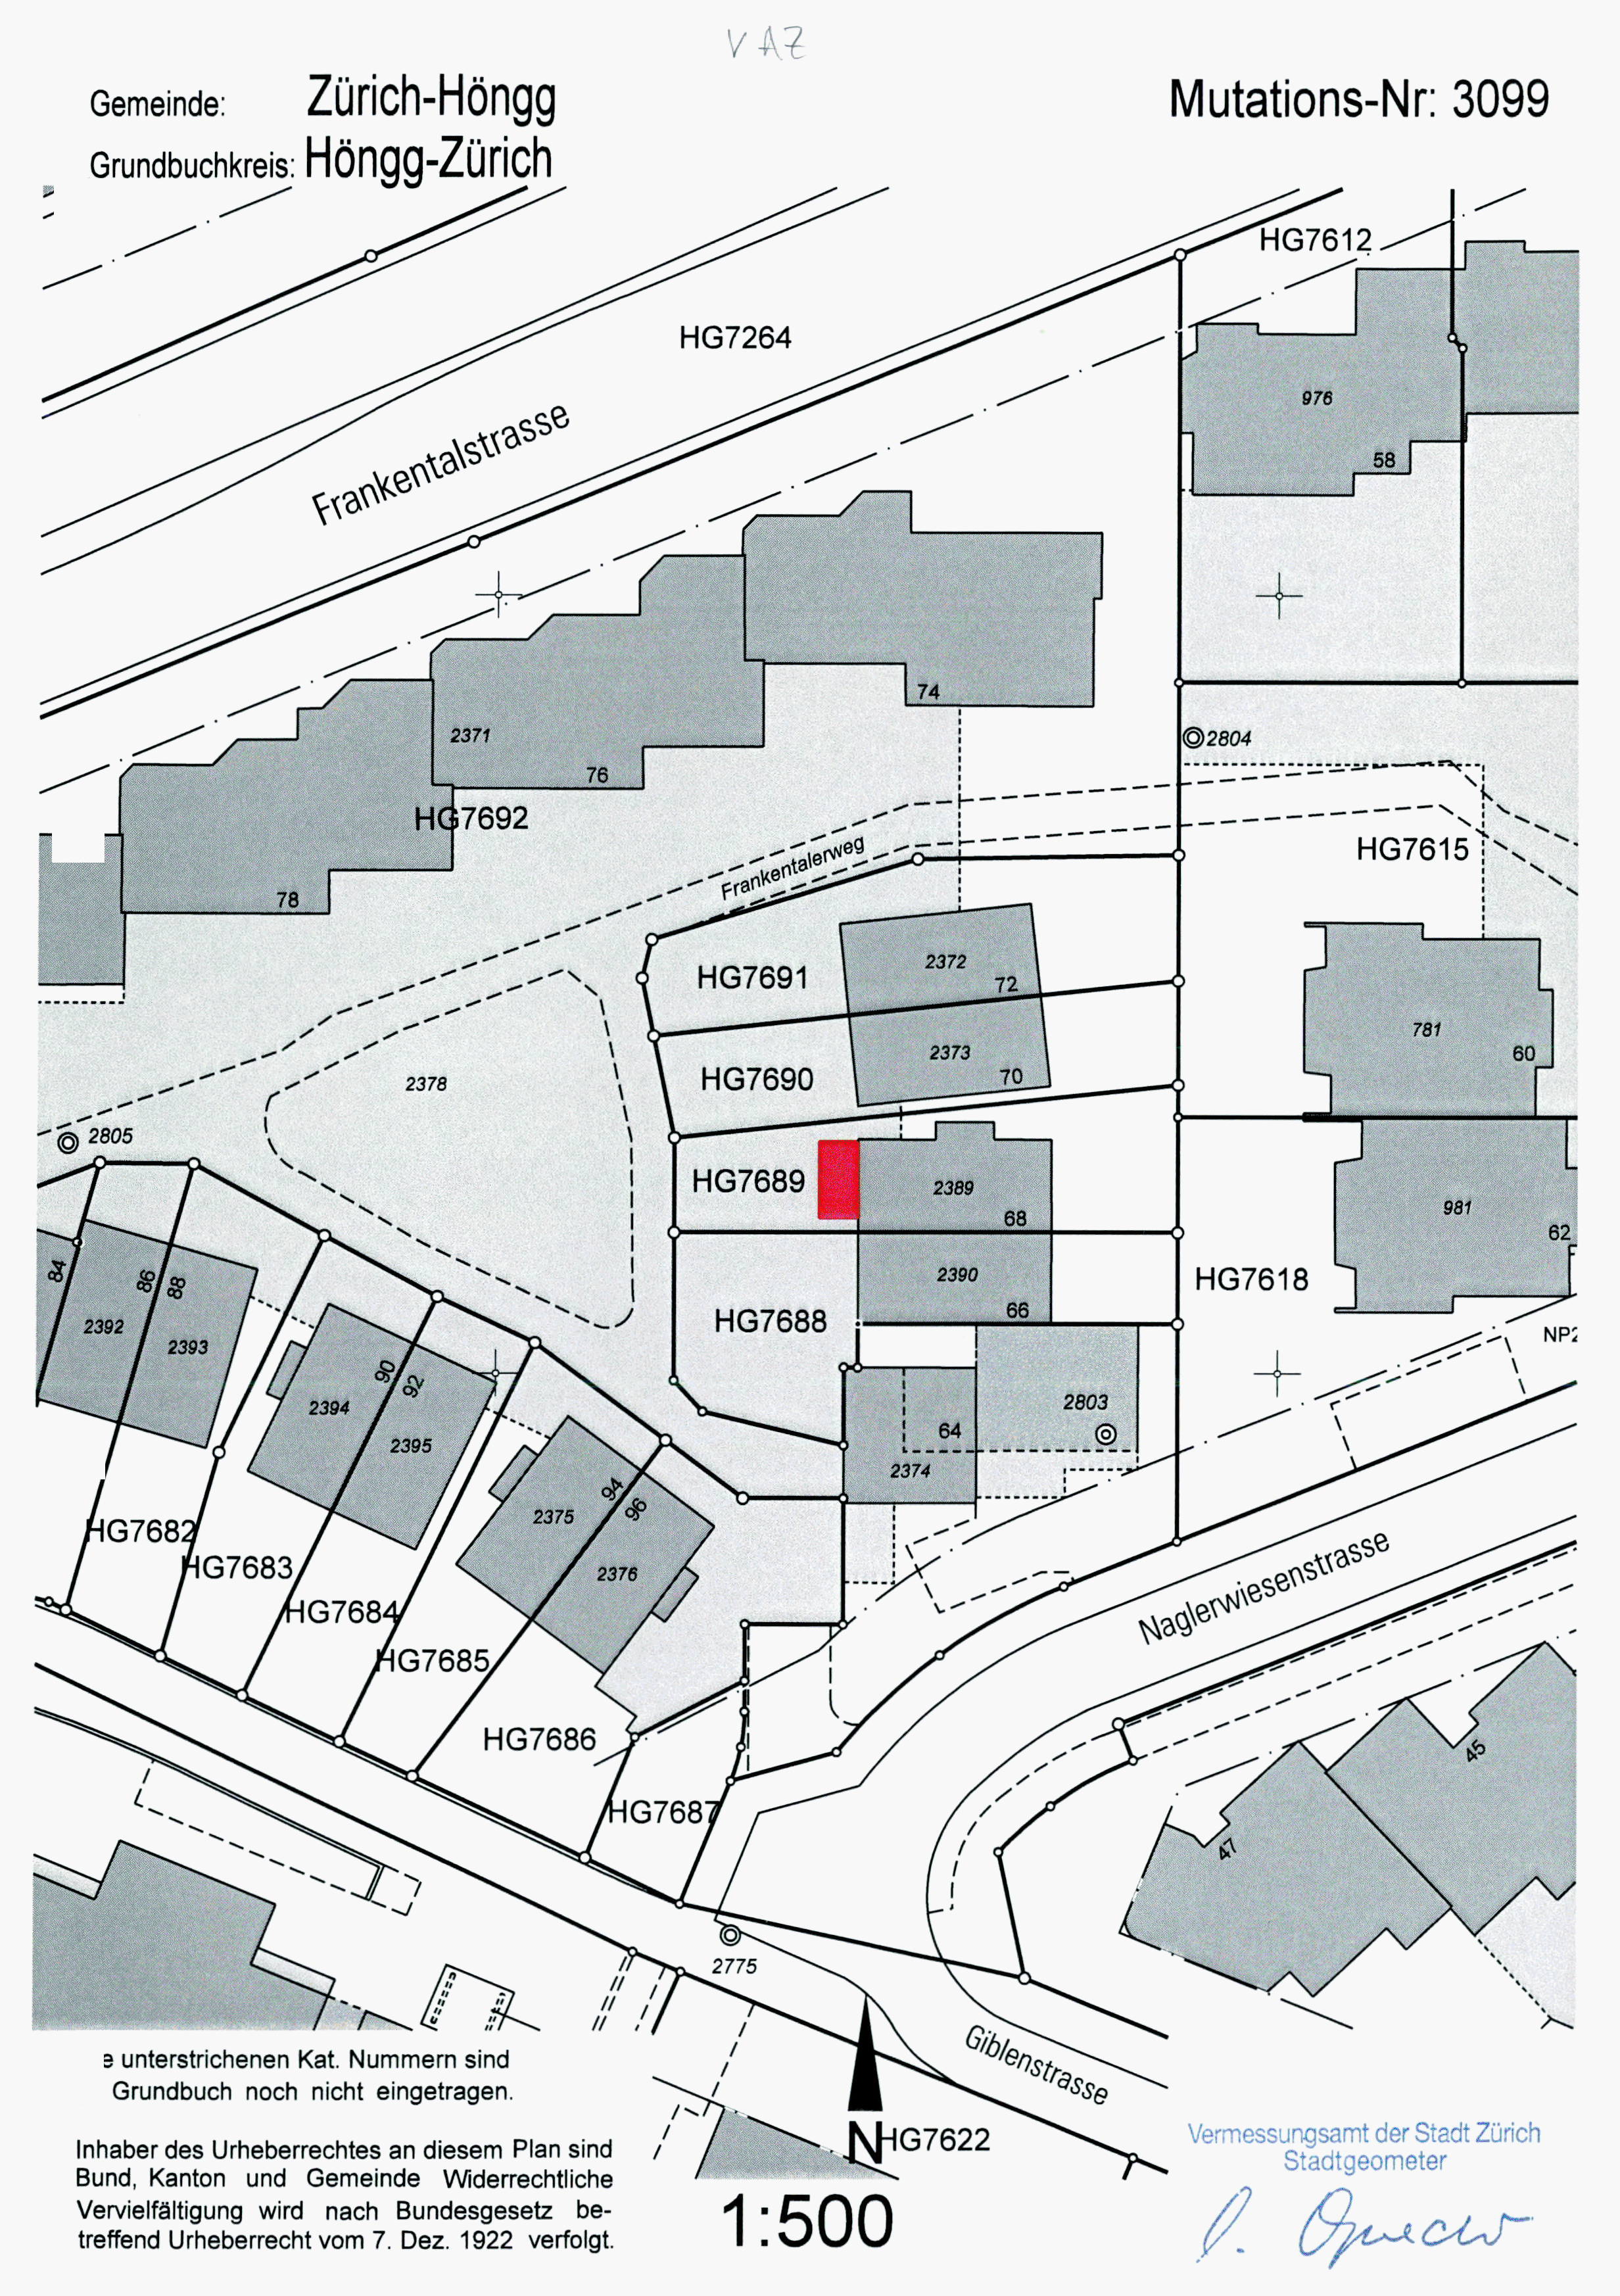 VAZ
Gemeinde: Zürich-Höngg
Mutations-Nr: 3099
Grundbuchkreis: Höngg-Zürich
HG7612
HG7264
976
58
Frankentalstrasse
74
2371
76
2804
HG7692
Frankentalerweg
HG7615
78
HG7691
2372
72
781
60
2373
HG7690
70
2378
2805
HG7689
2389
68
981
62
2390
HG7618
66
HG7688
84
86
88
2392
2393
NP2
90
92
2394
2395
2803
64
2374
94
96
2375
2376
HG7682
HG7683
HG7684
HG7685
HG7686
HG7687
Naglerwiesenstrasse
45
47
2775
Giblenstrasse
e unterstrichenen Kat. Nummern sind
Grundbuch noch nicht eingetragen.
N
HG7622
Inhaber des Urheberrechtes an diesem Plan sind
Bund, Kanton und Gemeinde Widerrechtliche
Vervielfältigung wird nach Bundesgesetz be-
treffend Urheberrecht vom 7. Dez. 1922 verfolgt.
1:500
Vermessungsamt der Stadt Zürich
Stadtgeometer